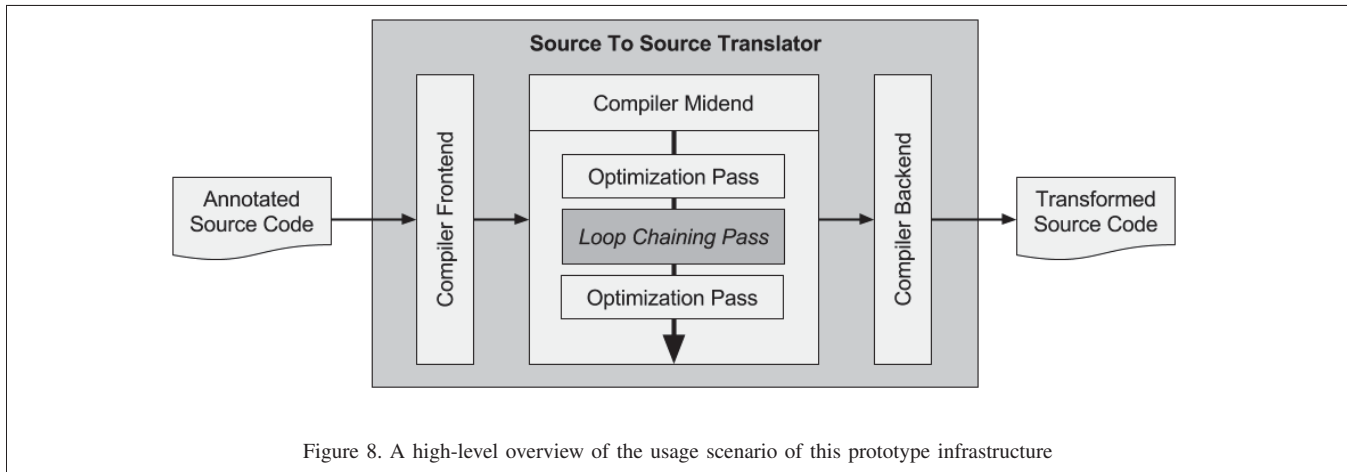 Source To Source Translator
Annotated
Source Code
Compiler Frontend
Compiler Midend
Optimization Pass
Loop Chaining Pass
Optimization Pass
Compiler Backend
Transformed
Source Code
Figure 8. A high-level overview of the usage scenario of this prototype infrastructure